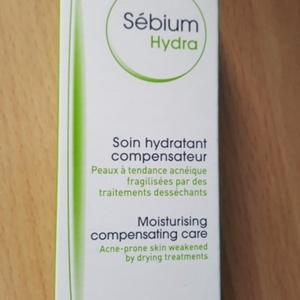 Sébium
Hydra
Soin hydratant
compensateur
Peaux à tendance acnéique
fragilisées par des
traitements desséchants
Moisturising
compensating care
Acne-prone skin weakened
by drying treatments